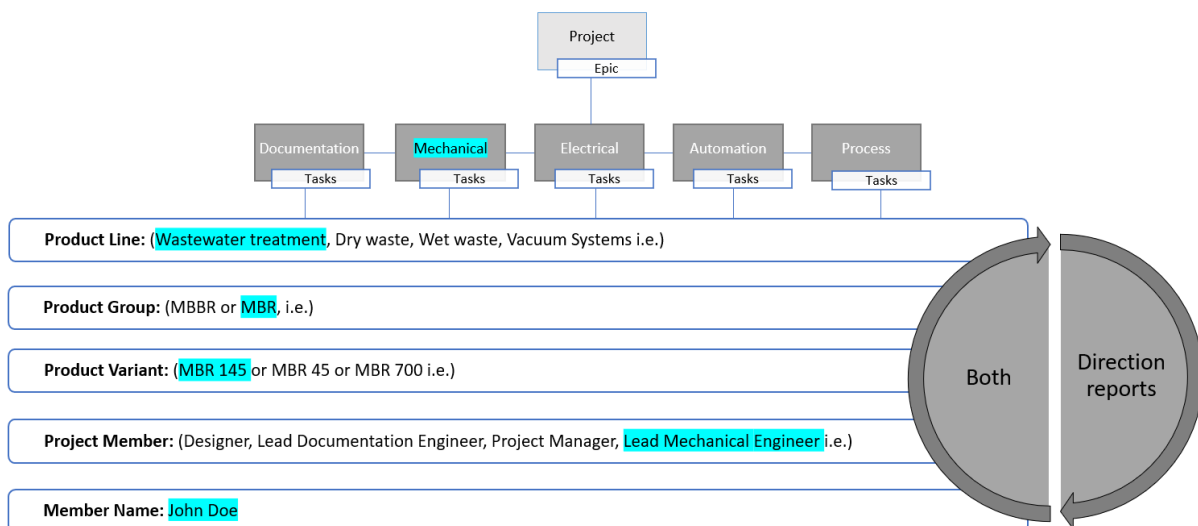 Project
Epic
Documentation
Mechanical
Electrical
Automation
Process
Tasks
Tasks
Tasks
Tasks
Tasks
Product Line: (Wastewater treatment, Dry waste, Wet waste, Vacuum Systems i.e.)
Product Group: (MBBR or MBR, i.e.)
Product Variant: (MBR 145 or MBR 45 or MBR 700 i.e.)
Project Member: (Designer, Lead Documentation Engineer, Project Manager, Lead Mechanical Engineer i.e.)
Member Name: John Doe
Both
Direction
reports